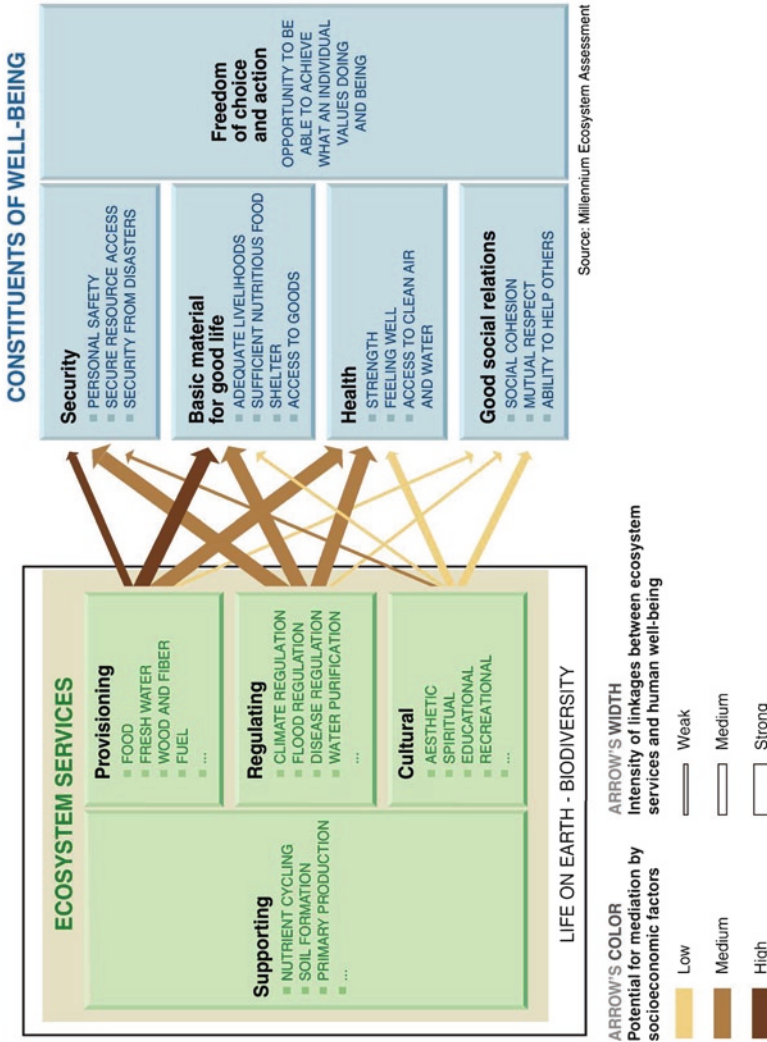 CONSTITUENTS OF WELL-BEING
ECOSYSTEM SERVICES
Supporting
NUTRIENT CYCLING
SOIL FORMATION
PRIMARY PRODUCTION
...
Provisioning
FOOD
FRESH WATER
WOOD AND FIBER
FUEL
...
Regulating
CLIMATE REGULATION
FLOOD REGULATION
DISEASE REGULATION
WATER PURIFICATION
...
Cultural
AESTHETIC
SPIRITUAL
EDUCATIONAL
RECREATIONAL
...
LIFE ON EARTH - BIODIVERSITY
Security
PERSONAL SAFETY
SECURE RESOURCE ACCESS
SECURITY FROM DISASTERS
Basic material
for good life
ADEQUATE LIVELIHOODS
SUFFICIENT NUTRITIOUS FOOD
SHELTER
ACCESS TO GOODS
Health
STRENGTH
FEELING WELL
ACCESS TO CLEAN AIR
AND WATER
Good social relations
SOCIAL COHESION
MUTUAL RESPECT
ABILITY TO HELP OTHERS
Freedom
of choice
and action
OPPORTUNITY TO BE
ABLE TO ACHIEVE
WHAT AN INDIVIDUAL
VALUES DOING
AND BEING
Source: Millennium Ecosystem Assessment
ARROW'S COLOR
Potential for mediation by
socioeconomic factors
Low
Medium
High
ARROW'S WIDTH
Intensity of linkages between ecosystem
services and human well-being
Weak
Medium
Strong